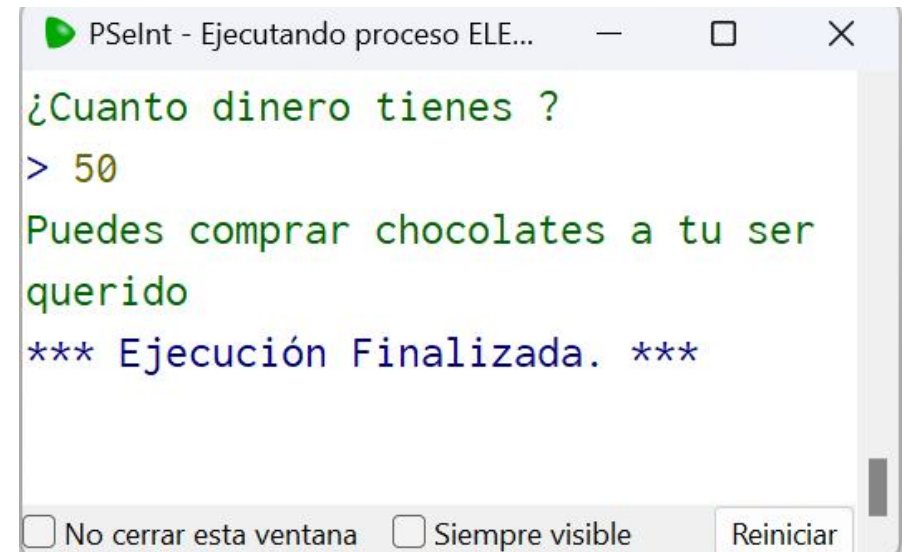 PSeInt - Ejecutando proceso ELE...
¿Cuanto dinero tienes ?
> 50
Puedes comprar chocolates a tu ser
querido
*** Ejecución Finalizada. ***
No cerrar esta ventana Siempre visible Reiniciar